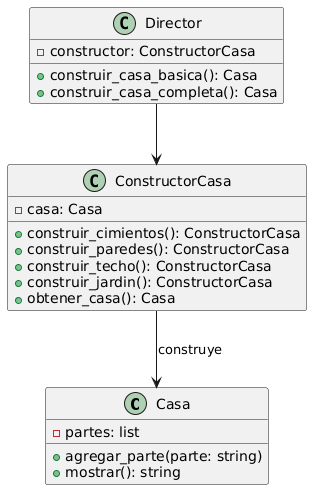 C Director
constructor: ConstructorCasa
construir_casa_basica(): Casa
construir_casa_completa(): Casa
C ConstructorCasa
casa: Casa
construir_cimientos(): ConstructorCasa
construir_paredes(): ConstructorCasa
construir_techo(): ConstructorCasa
construir_jardin(): ConstructorCasa
obtener_casa(): Casa
construye
C Casa
partes: list
agregar_parte(parte: string)
mostrar(): string